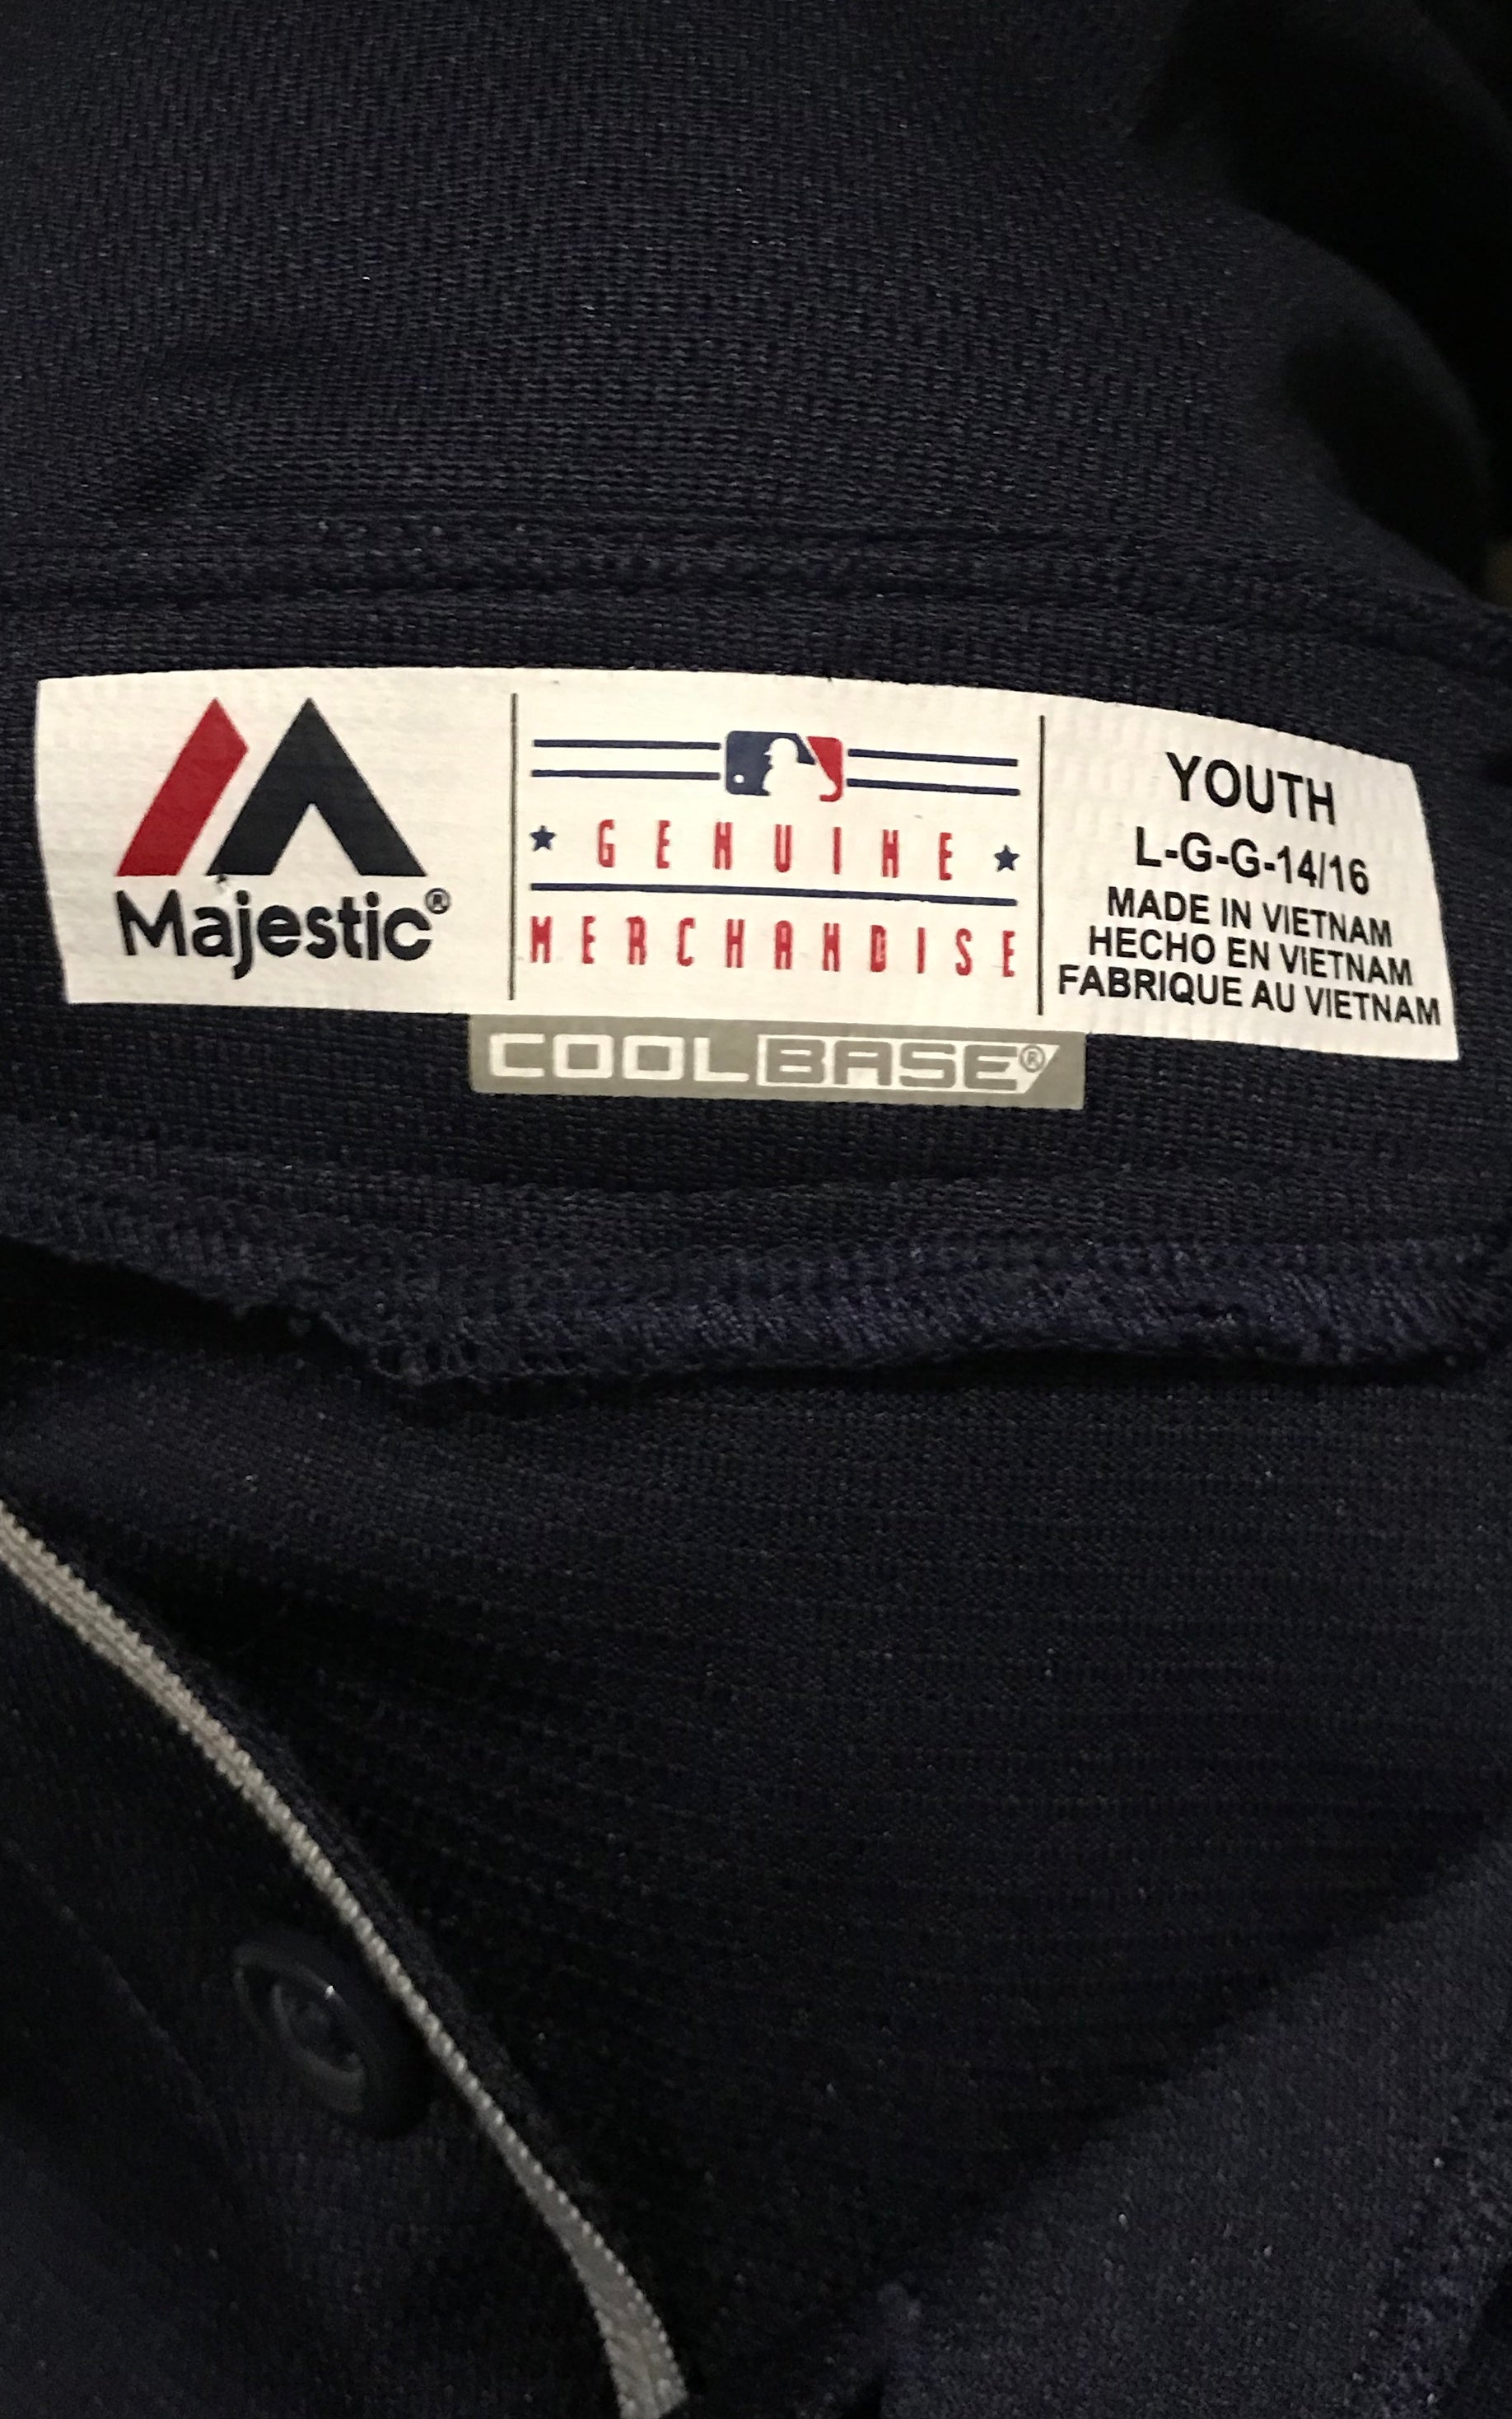 Majestic®
GENUINE
MERCHANDISE
YOUTH
L-G-G-14/16
MADE IN VIETNAM
HECHO EN VIETNAM
FABRIQUE AU VIETNAM
COOLBASE®